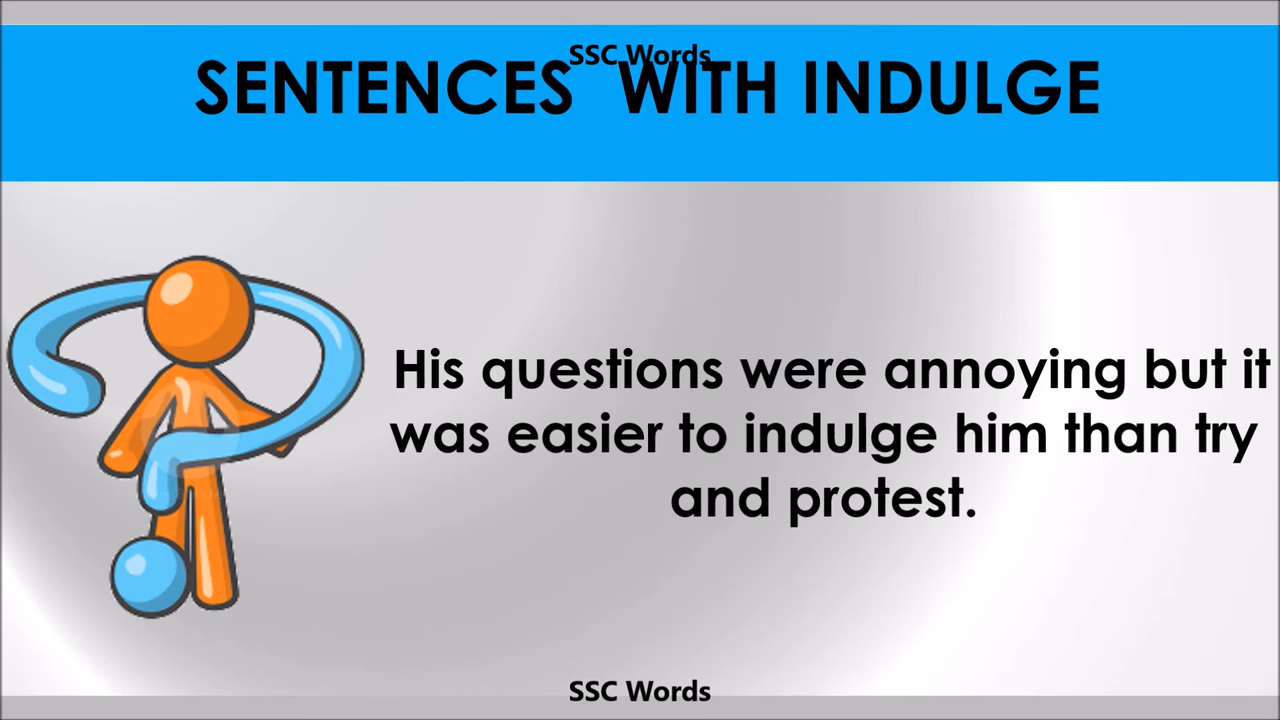 SSC Words
SENTENCES WITH INDULGE
His questions were annoying but it
was easier to indulge him than try
and protest.
SSC Words